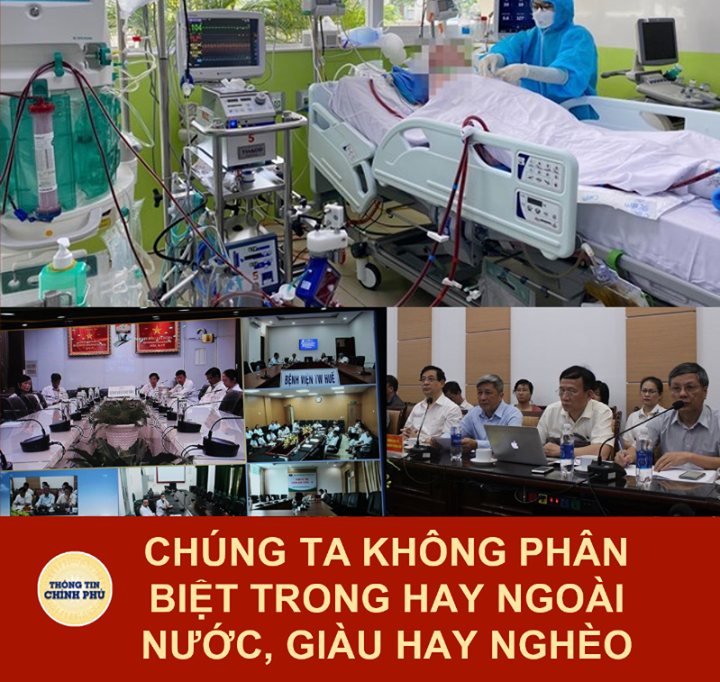 BỆNH VIỆN TW HUẾ
THÔNG TIN
CHÍNH PHỦ
CHÚNG TA KHÔNG PHÂN
BIỆT TRONG HAY NGOÀI
NƯỚC, GIÀU HAY NGHÈO